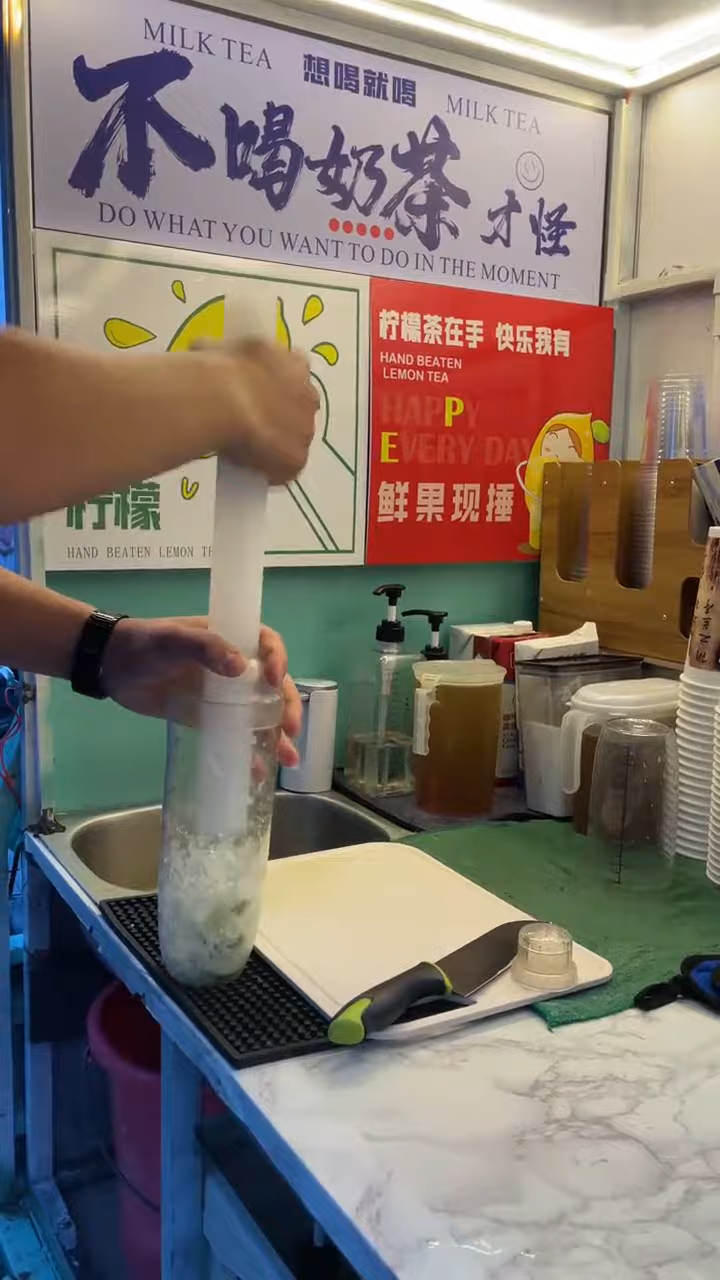 MILK TEA
想喝就喝
MILK TEA
不喝奶茶才怪
DO WHAT YOU WANT TO DO IN THE MOMENT
柠檬茶在手 快乐我有
HAND BEATEN
LEMON TEA
HAPPY
EVERY DAY
鲜果现捶
柠檬
HAND BEATEN LEMON